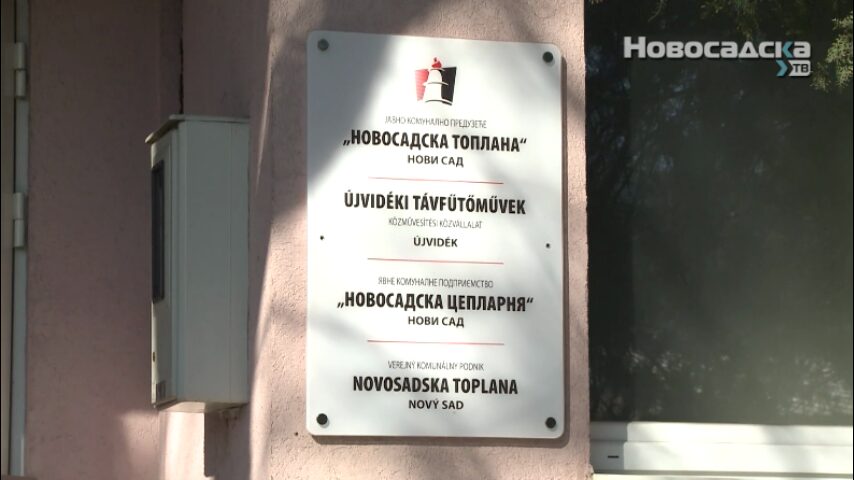 Новосадска
ТВ
ЈАВНО КОМУНАЛНО ПРЕДУЗЕЋЕ
„НОВОСАДСКА ТОПЛАНА“
НОВИ САД
ÚJVIDÉKI TÁVFŰTŐMŰVEK
KÖZMŰVESÍTÉSI KÖZVÁLLALAT
ÚJVIDÉK
ЯВНЕ КОМУНАЛНЕ ПОДПРИЄМСТВО
„НОВОСАДСКА ЦЕПЛАРНЯ“
НОВИ САД
VEREJNÝ KOMUNÁLNY PODNIK
NOVOSADSKA TOPLANA
NOVÝ SAD